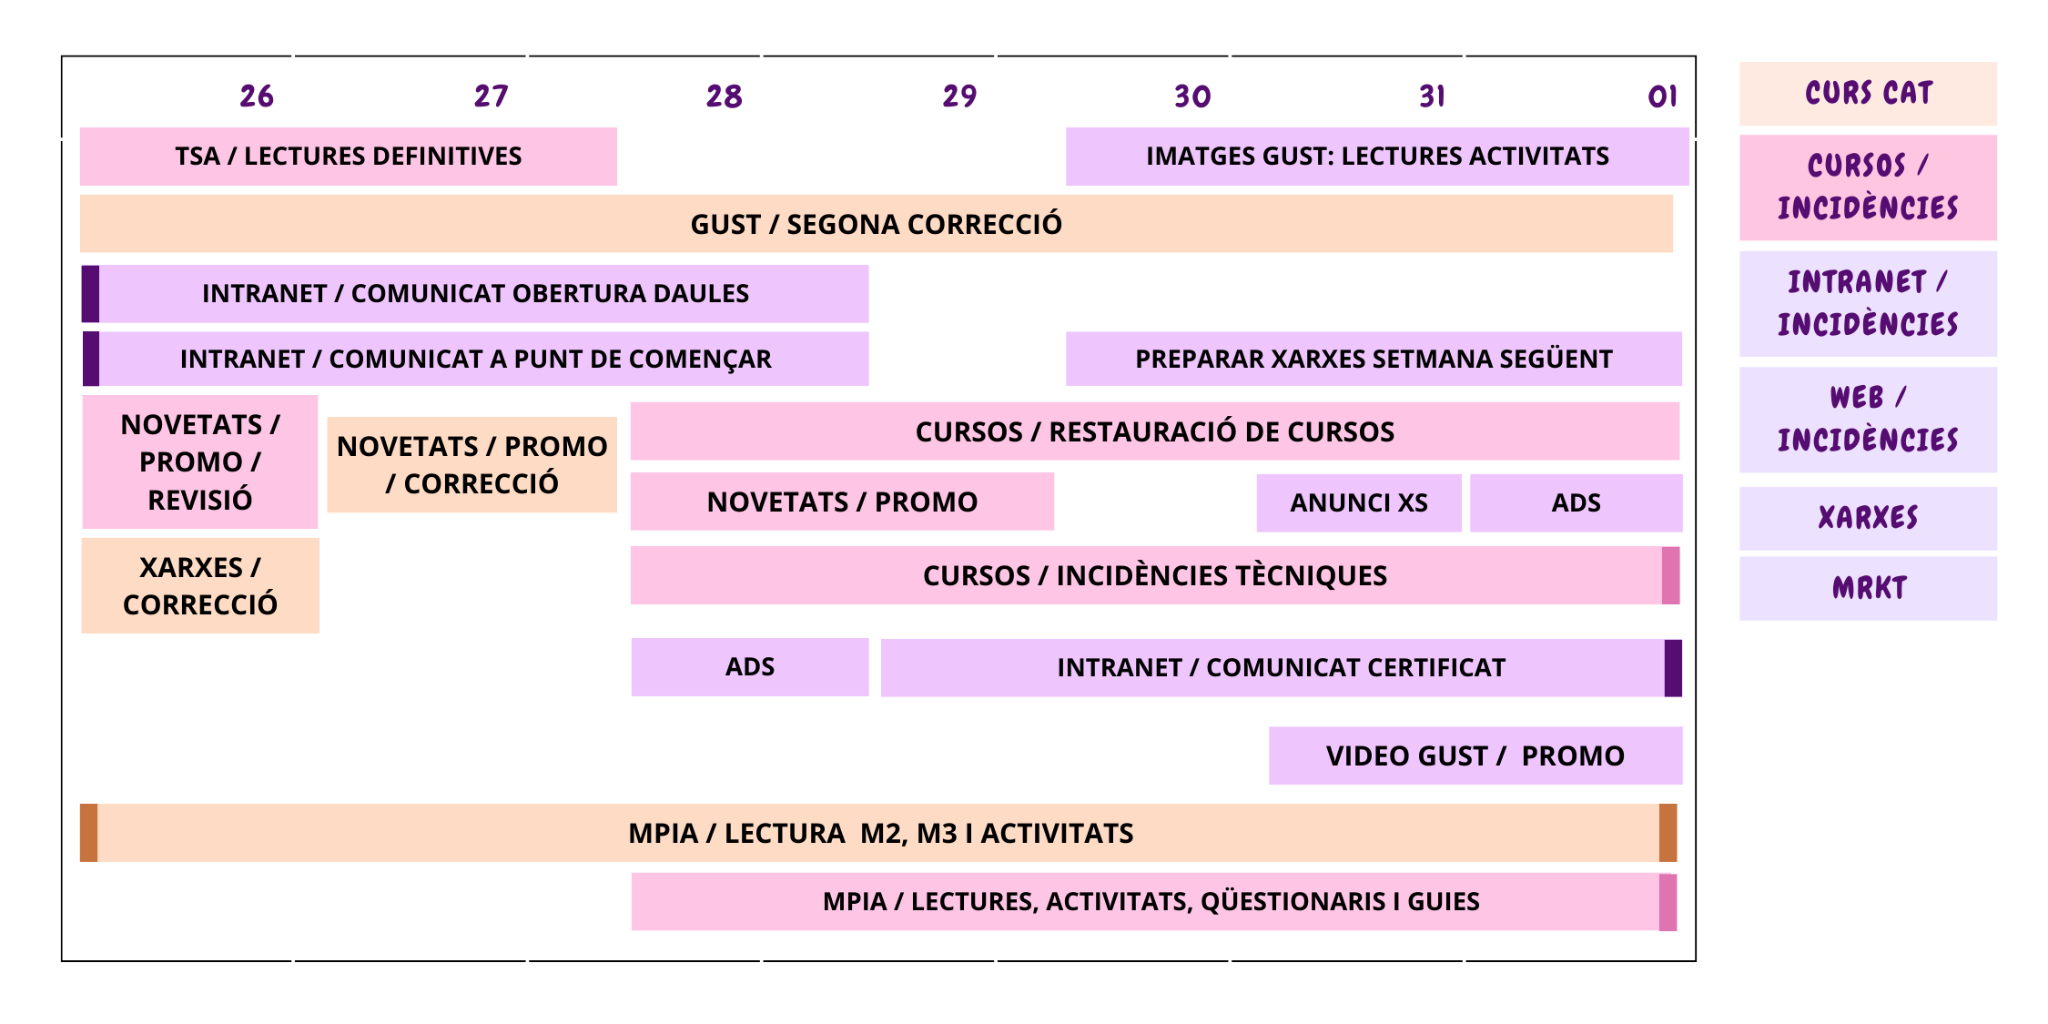 26 27 28 29 30 31 01
TSA / LECTURES DEFINITIVES
IMATGES GUST: LECTURES ACTIVITATS
GUST / SEGONA CORRECCIÓ
INTRANET / COMUNICAT OBERTURA DAULES
INTRANET / COMUNICAT A PUNT DE COMENÇAR
PREPARAR XARXES SETMANA SEGÜENT
NOVETATS /
PROMO /
REVISIÓ
NOVETATS / PROMO
/ CORRECCIÓ
CURSOS / RESTAURACIÓ DE CURSOS
NOVETATS / PROMO
ANUNCI XS
ADS
XARXES /
CORRECCIÓ
CURSOS / INCIDÈNCIES TÈCNIQUES
ADS
INTRANET / COMUNICAT CERTIFICAT
VIDEO GUST /  PROMO
MPIA / LECTURA  M2, M3 I ACTIVITATS
MPIA / LECTURES, ACTIVITATS, QÜESTIONARIS I GUIES
CURS CAT
CURSOS /
INCIDÈNCIES
INTRANET /
INCIDÈNCIES
WEB /
INCIDÈNCIES
XARXES
MRKT